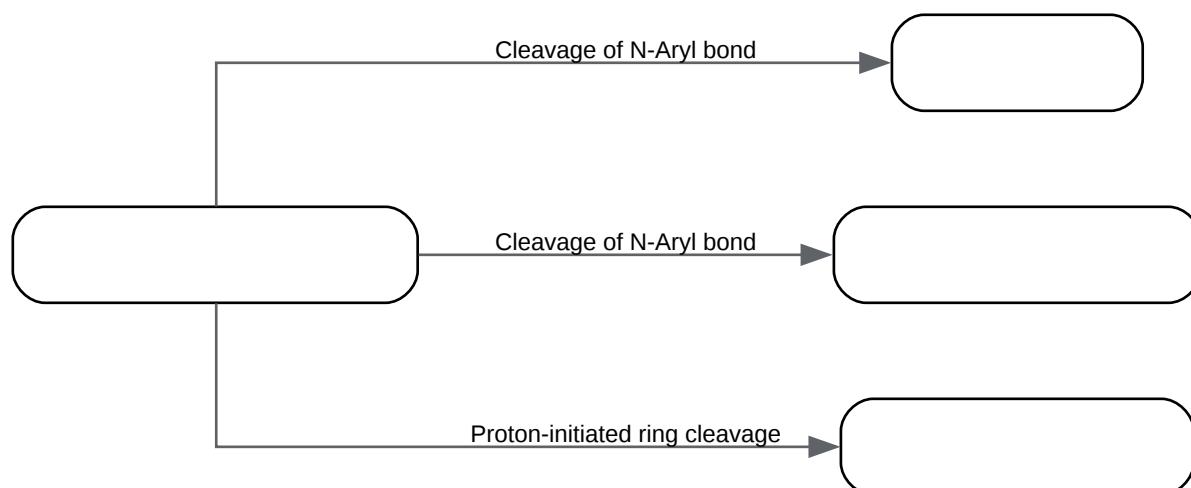 Cleavage of N-Aryl bond
Cleavage of N-Aryl bond
Proton-initiated ring cleavage